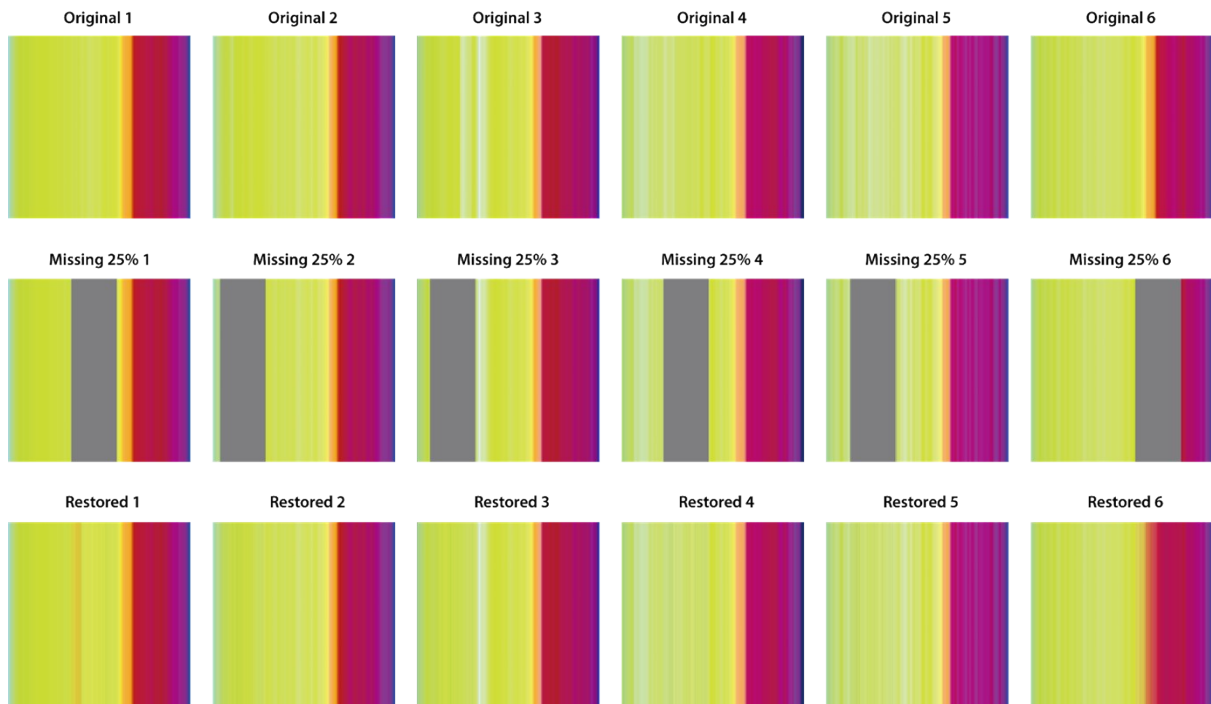 Original 1
Original 2
Original 3
Original 4
Original 5
Original 6
Missing 25% 1
Missing 25% 2
Missing 25% 3
Missing 25% 4
Missing 25% 5
Missing 25% 6
Restored 1
Restored 2
Restored 3
Restored 4
Restored 5
Restored 6